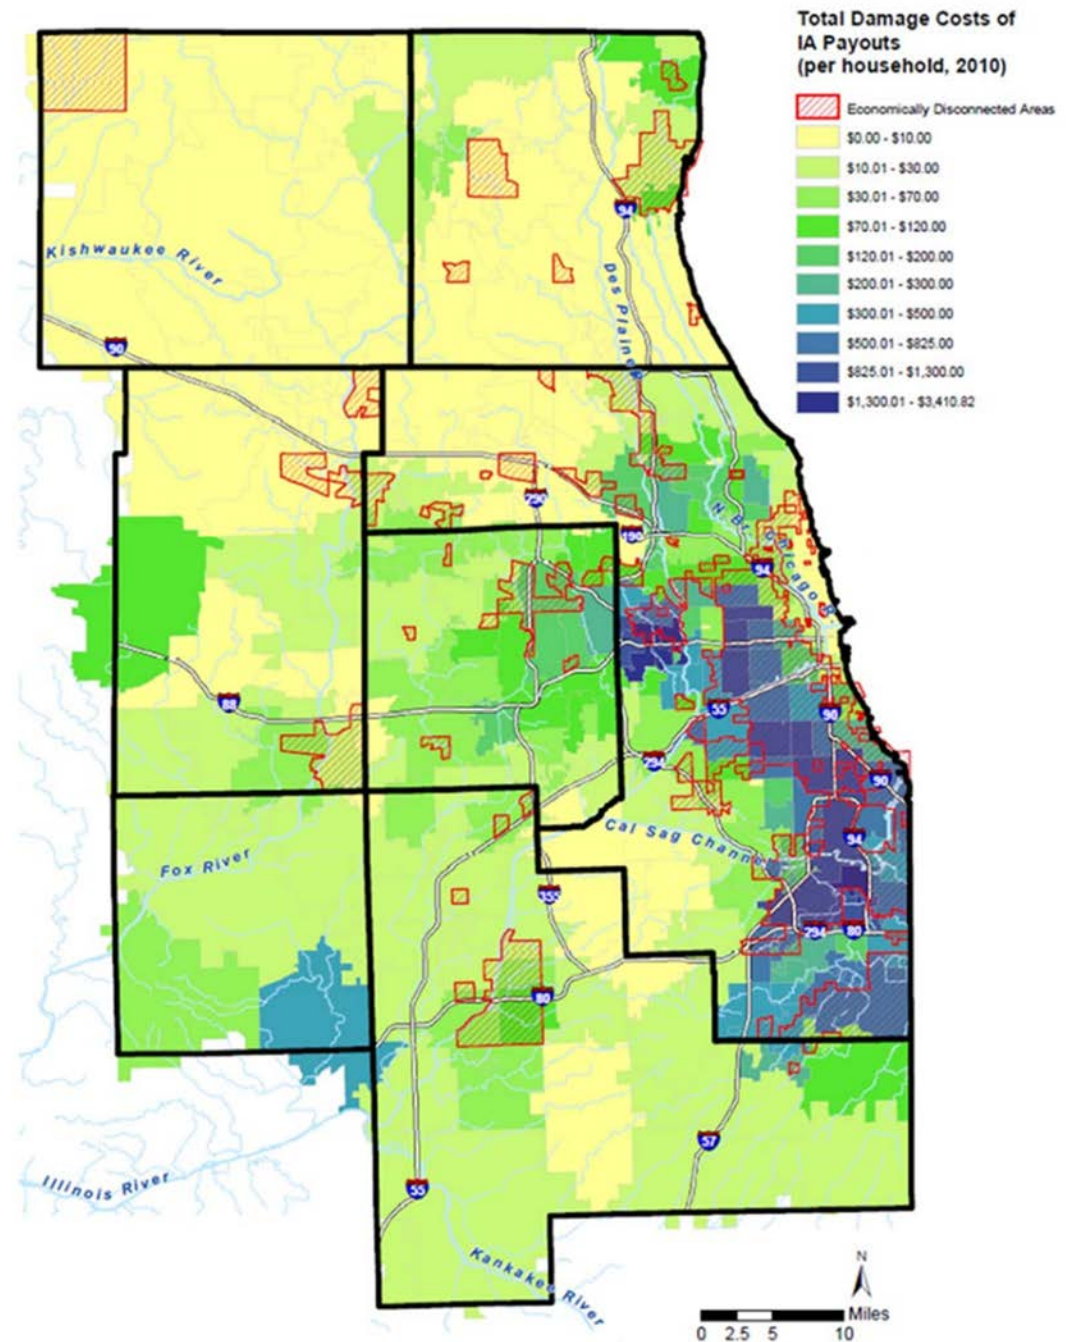 Total Damage Costs of
IA Payouts
(per household, 2010)
Economically Disconnected Areas
$0.00 - $10.00
$10.01 - $30.00
$30.01 - $70.00
$70.01 - $120.00
$120.01 - $200.00
$200.01 - $300.00
$300.01 - $500.00
$500.01 - $825.00
$825.01 - $1,300.00
$1,300.01 - $3,410.82
94
Kishwaukee River
Des Plaines
90
290
190
N Br Chicago R
94
88
55
90
294
90
Cal Sag Channel
94
Fox River
355
294
80
80
57
Illinois River
55
Kankakee River
N
Miles
0 2.5 5 10